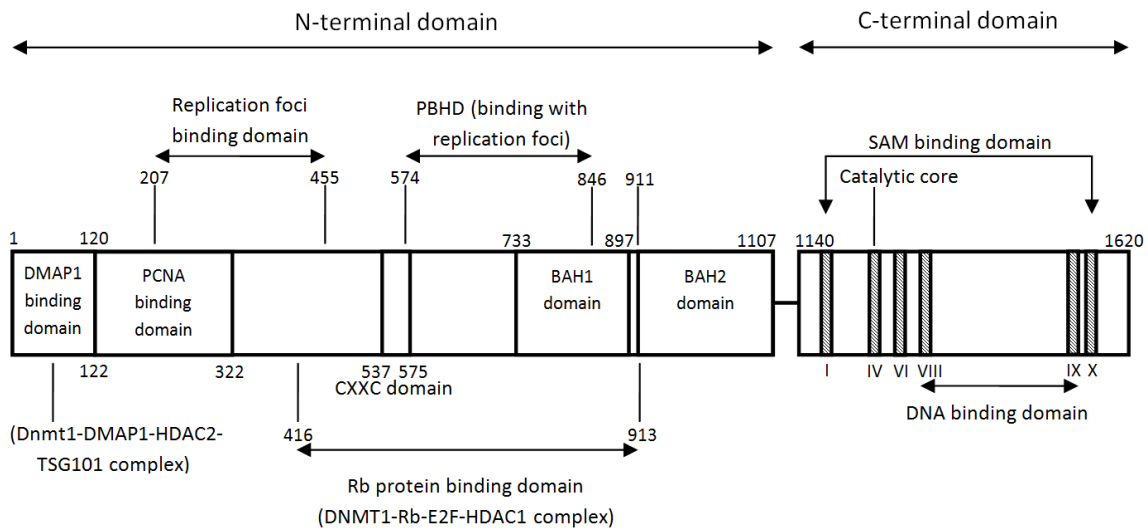 N-terminal domain
C-terminal domain
Replication foci
binding domain
PBHD (binding with
replication foci)
SAM binding domain
207
455
574
846
911
Catalytic core
1
120
733
897
1107
1140
1620
DMAP1
binding
domain
PCNA
binding
domain
BAH1
domain
BAH2
domain
122
322
537
575
CXXC domain
I
IV
VI
VIII
IX
X
DNA binding domain
(Dnmt1-DMAP1-HDAC2-
TSG101 complex)
416
913
Rb protein binding domain
(DNMT1-Rb-E2F-HDAC1 complex)